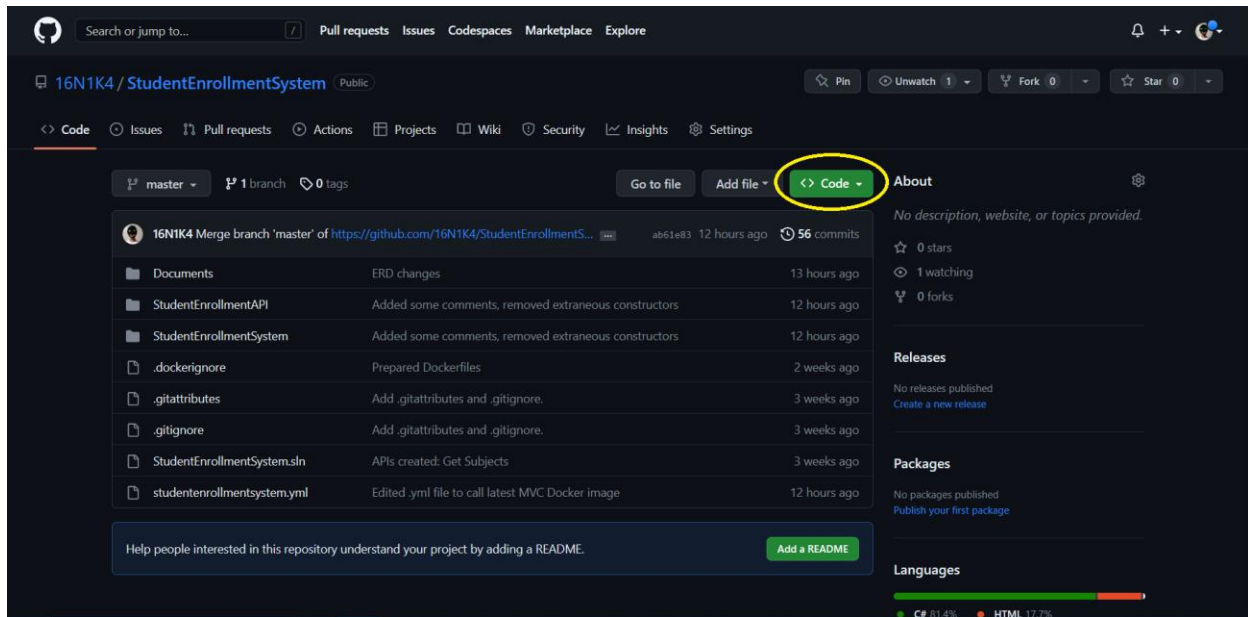 Search or jump to... / Pull requests Issues Codespaces Marketplace Explore
16N1K4 / StudentEnrollmentSystem Public
Pin Unwatch 1 Fork 0 Star 0
<> Code Issues Pull requests Actions Projects Wiki Security Insights Settings
master 1 branch 0 tags Go to file Add file <> Code
16N1K4 Merge branch 'master' of https://github.com/16N1K4/StudentEnrollmentS... ... ab61e83 12 hours ago 56 commits
Documents ERD changes 13 hours ago
StudentEnrollmentAPI Added some comments, removed extraneous constructors 12 hours ago
StudentEnrollmentSystem Added some comments, removed extraneous constructors 12 hours ago
.dockerignore Prepared Dockerfiles 2 weeks ago
.gitattributes Add .gitattributes and .gitignore. 3 weeks ago
.gitignore Add .gitattributes and .gitignore. 3 weeks ago
StudentEnrollmentSystem.sln APIs created: Get Subjects 3 weeks ago
studentenrollmentsystem.yml Edited .yml file to call latest MVC Docker image 12 hours ago
Help people interested in this repository understand your project by adding a README. Add a README
About
No description, website, or topics provided.
0 stars
1 watching
0 forks
Releases
No releases published
Create a new release
Packages
No packages published
Publish your first package
Languages
C# 81.4% HTML 17.7%